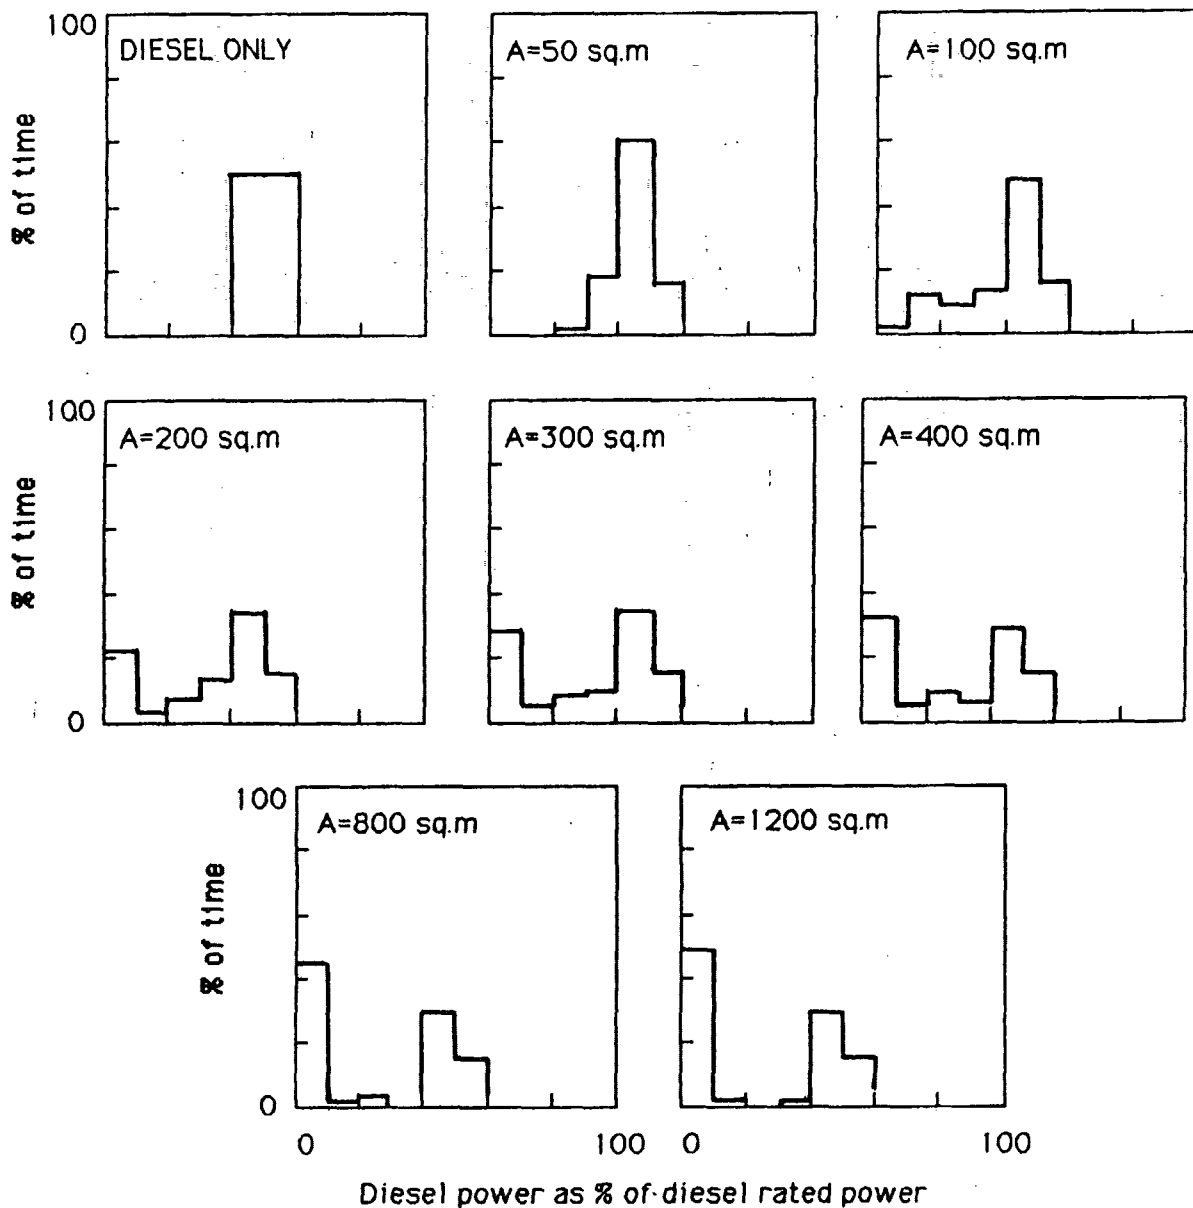 100
DIESEL ONLY
A=50 sq.m
A=100 sq.m
% of time
0
100
A=200 sq.m
A=300 sq.m
A=400 sq.m
% of time
0
100
A=800 sq.m
A=1200 sq.m
% of time
0
0
100
0
100
Diesel power as % of diesel rated power